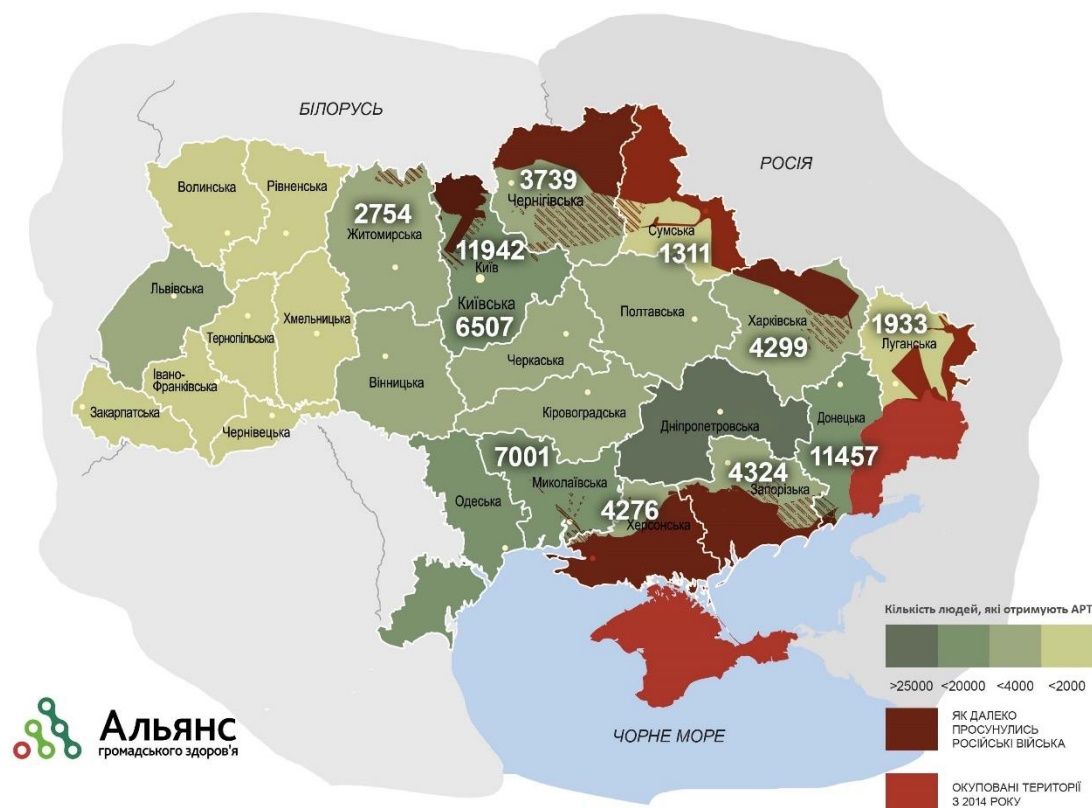 БІЛОРУСЬ
РОСІЯ
Волинська
Рівненська
2754
Житомирська
3739
Чернігівська
Сумська
1311
11942
Київ
Київська
6507
Львівська
Тернопільська
Хмельницька
Полтавська
Харківська
4299
1933
Луганська
Івано-
Франківська
Вінницька
Черкаська
Закарпатська
Чернівецька
Кіровоградська
Дніпропетровська
Донецька
11457
7001
Миколаївська
4324
Запорізька
Одеська
4276
Херсонська
ЧОРНЕ МОРЕ
Кількість людей, які отримують АРТ
>25000 <20000 <4000 <2000
ЯК ДАЛЕКО
ПРОСУНУЛИСЬ
РОСІЙСЬКІ ВІЙСЬКА
ОКУПОВАНІ ТЕРИТОРІЇ
З 2014 РОКУ
Альянс
громадського здоров'я